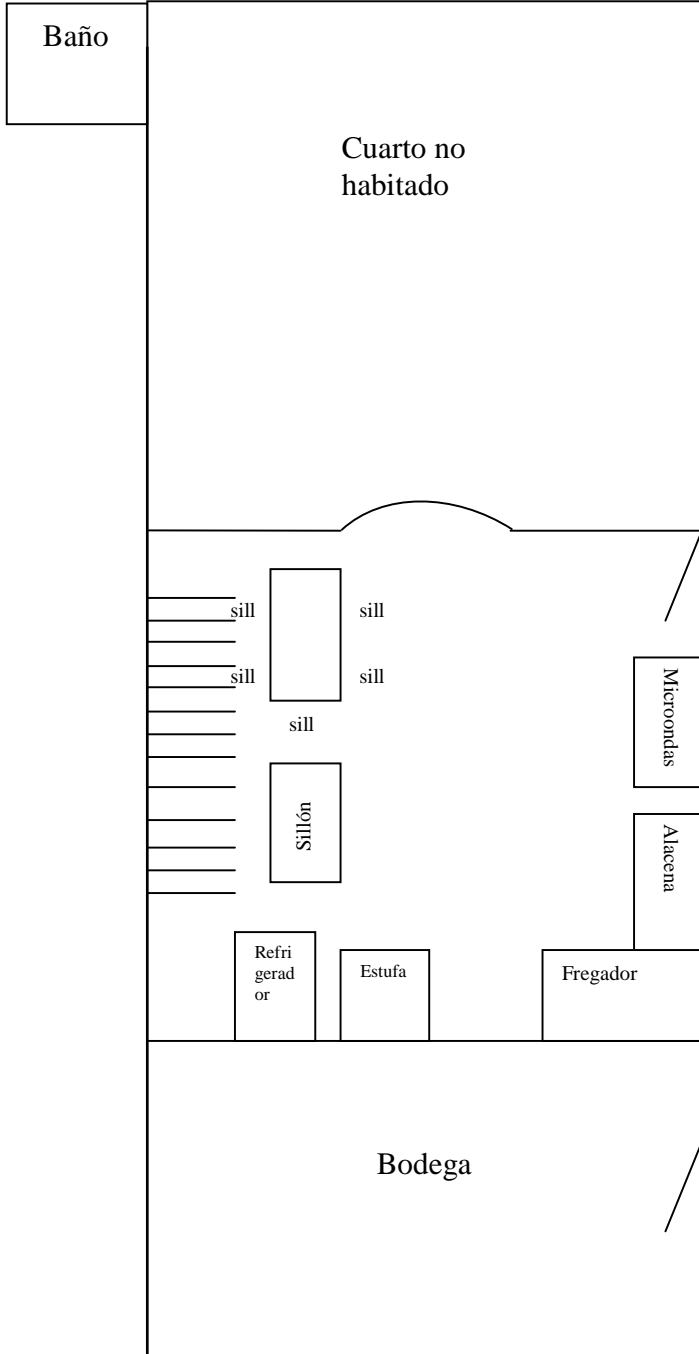 Baño
Cuarto no
habitado
sill
sill
sill
sill
sill
Microondas
Sillón
Alacena
Refri
gerad
or
Estufa
Fregador
Bodega